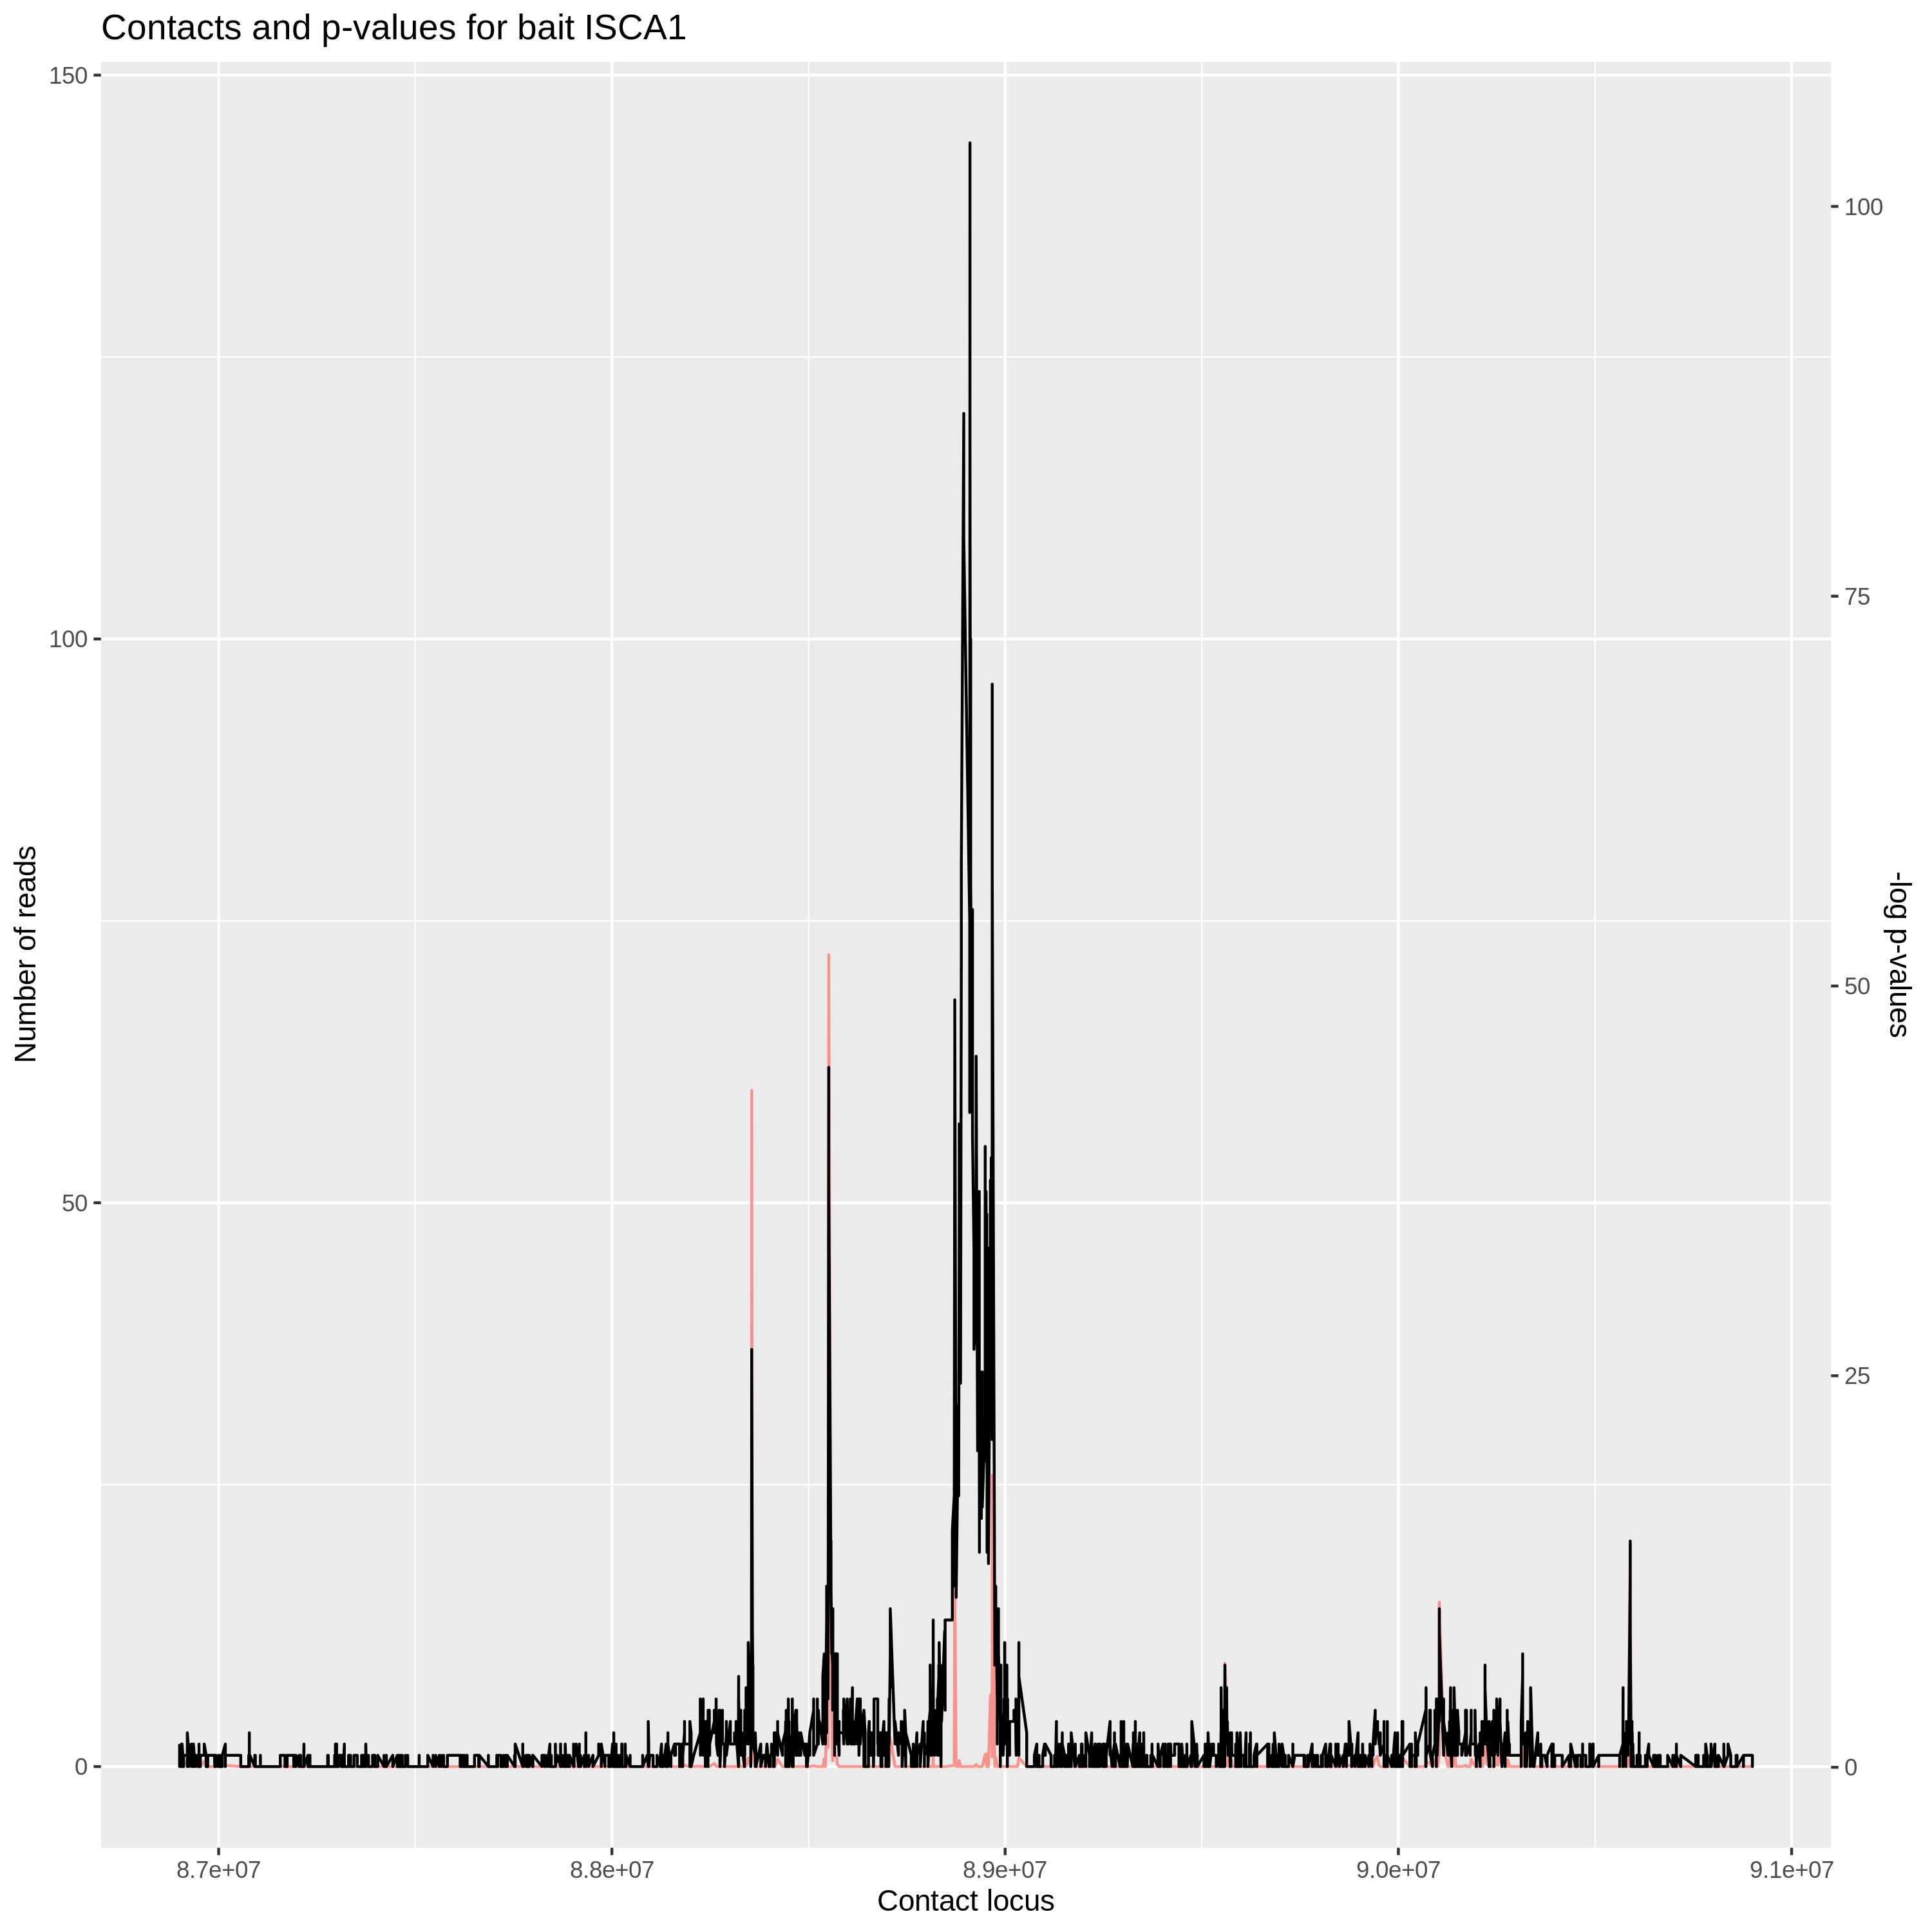 Contacts and p-values for bait ISCA1
150
100
50
0
Number of reads
100
75
50
25
0
-log p-values
8.7e+07
8.8e+07
8.9e+07
9.0e+07
9.1e+07
Contact locus